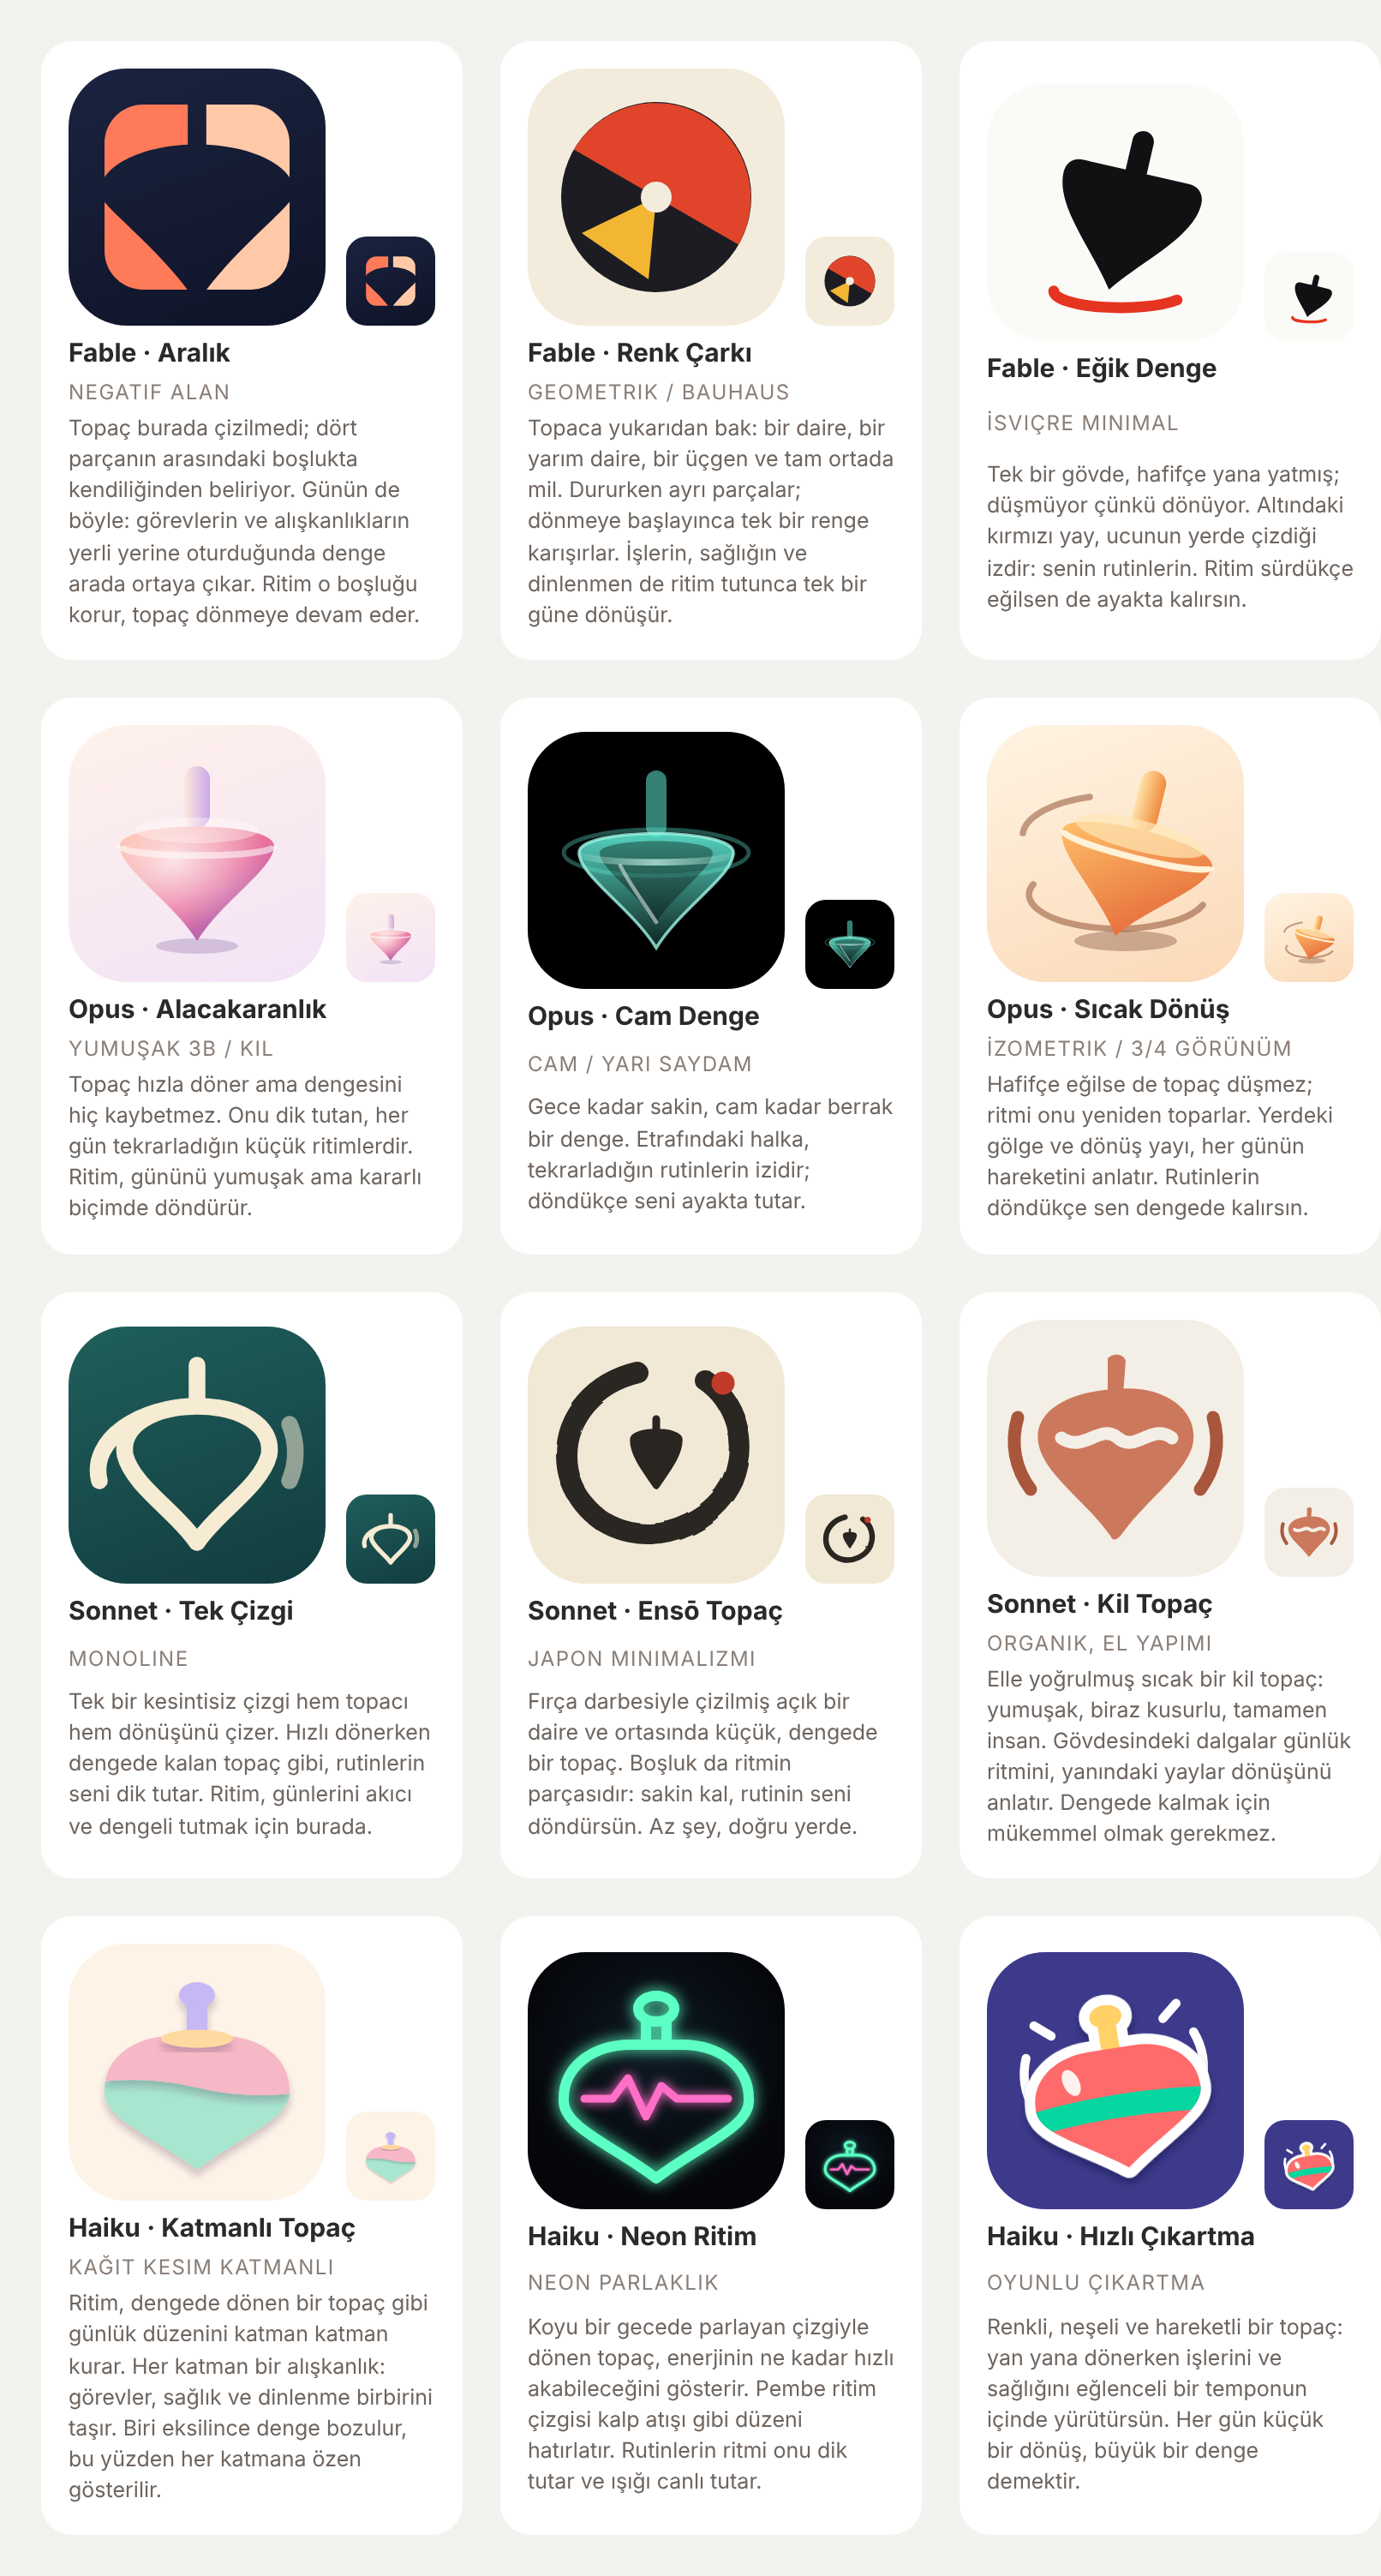 Fable · Aralık
NEGATIF ALAN
Topaç burada çizilmedi; dört
parçanın arasındaki boşlukta
kendiliğinden beliriyor. Günün de
böyle: görevlerin ve alışkanlıkların
yerli yerine oturduğunda denge
arada ortaya çıkar. Ritim o boşluğu
korur, topaç dönmeye devam eder.
Fable · Renk Çarkı
GEOMETRIK / BAUHAUS
Topaca yukarıdan bak: bir daire, bir
yarım daire, bir üçgen ve tam ortada
mil. Dururken ayrı parçalar;
dönmeye başlayınca tek bir renge
karışırlar. İşlerin, sağlığın ve
dinlenmen de ritim tutunca tek bir
güne dönüşür.
Fable · Eğik Denge
İSVIÇRE MINIMAL
Tek bir gövde, hafifçe yana yatmış;
düşmüyor çünkü dönüyor. Altındaki
kırmızı yay, ucunun yerde çizdiği
izdir: senin rutinlerin. Ritim sürdükçe
eğilsen de ayakta kalırsın.
Opus · Alacakaranlık
YUMUŞAK 3B / KIL
Topaç hızla döner ama dengesini
hiç kaybetmez. Onu dik tutan, her
gün tekrarladığın küçük ritimlerdir.
Ritim, gününü yumuşak ama kararlı
biçimde döndürür.
Opus · Cam Denge
CAM / YARI SAYDAM
Gece kadar sakin, cam kadar berrak
bir denge. Etrafındaki halka,
tekrarladığın rutinlerin izidir;
döndükçe seni ayakta tutar.
Opus · Sıcak Dönüş
İZOMETRIK / 3/4 GÖRÜNÜM
Hafifçe eğilse de topaç düşmez;
ritmi onu yeniden toparlar. Yerdeki
gölge ve dönüş yayı, her günün
hareketini anlatır. Rutinlerin
döndükçe sen dengede kalırsın.
Sonnet · Tek Çizgi
MONOLINE
Tek bir kesintisiz çizgi hem topacı
hem dönüşünü çizer. Hızlı dönerken
dengede kalan topaç gibi, rutinlerin
seni dik tutar. Ritim, günlerini akıcı
ve dengeli tutmak için burada.
Sonnet · Ensō Topaç
JAPON MINIMALIZMI
Fırça darbesiyle çizilmiş açık bir
daire ve ortasında küçük, dengede
bir topaç. Boşluk da ritmin
parçasıdır: sakin kal, rutinin seni
döndürsün. Az şey, doğru yerde.
Sonnet · Kil Topaç
ORGANIK, EL YAPIMI
Elle yoğrulmuş sıcak bir kil topaç:
yumuşak, biraz kusurlu, tamamen
insan. Gövdesindeki dalgalar günlük
ritmini, yanındaki yaylar dönüşünü
anlatır. Dengede kalmak için
mükemmel olmak gerekmez.
Haiku · Katmanlı Topaç
KAĞIT KESIM KATMANLI
Ritim, dengede dönen bir topaç gibi
günlük düzenini katman katman
kurar. Her katman bir alışkanlık:
görevler, sağlık ve dinlenme birbirini
taşır. Biri eksilince denge bozulur,
bu yüzden her katmana özen
gösterilir.
Haiku · Neon Ritim
NEON PARLAKLIK
Koyu bir gecede parlayan çizgiyle
dönen topaç, enerjinin ne kadar hızlı
akabileceğini gösterir. Pembe ritim
çizgisi kalp atışı gibi düzeni
hatırlatır. Rutinlerin ritmi onu dik
tutar ve ışığı canlı tutar.
Haiku · Hızlı Çıkartma
OYUNLU ÇIKARTMA
Renkli, neşeli ve hareketli bir topaç:
yan yana dönerken işlerini ve
sağlığını eğlenceli bir temponun
içinde yürütürsün. Her gün küçük
bir dönüş, büyük bir denge
demektir.